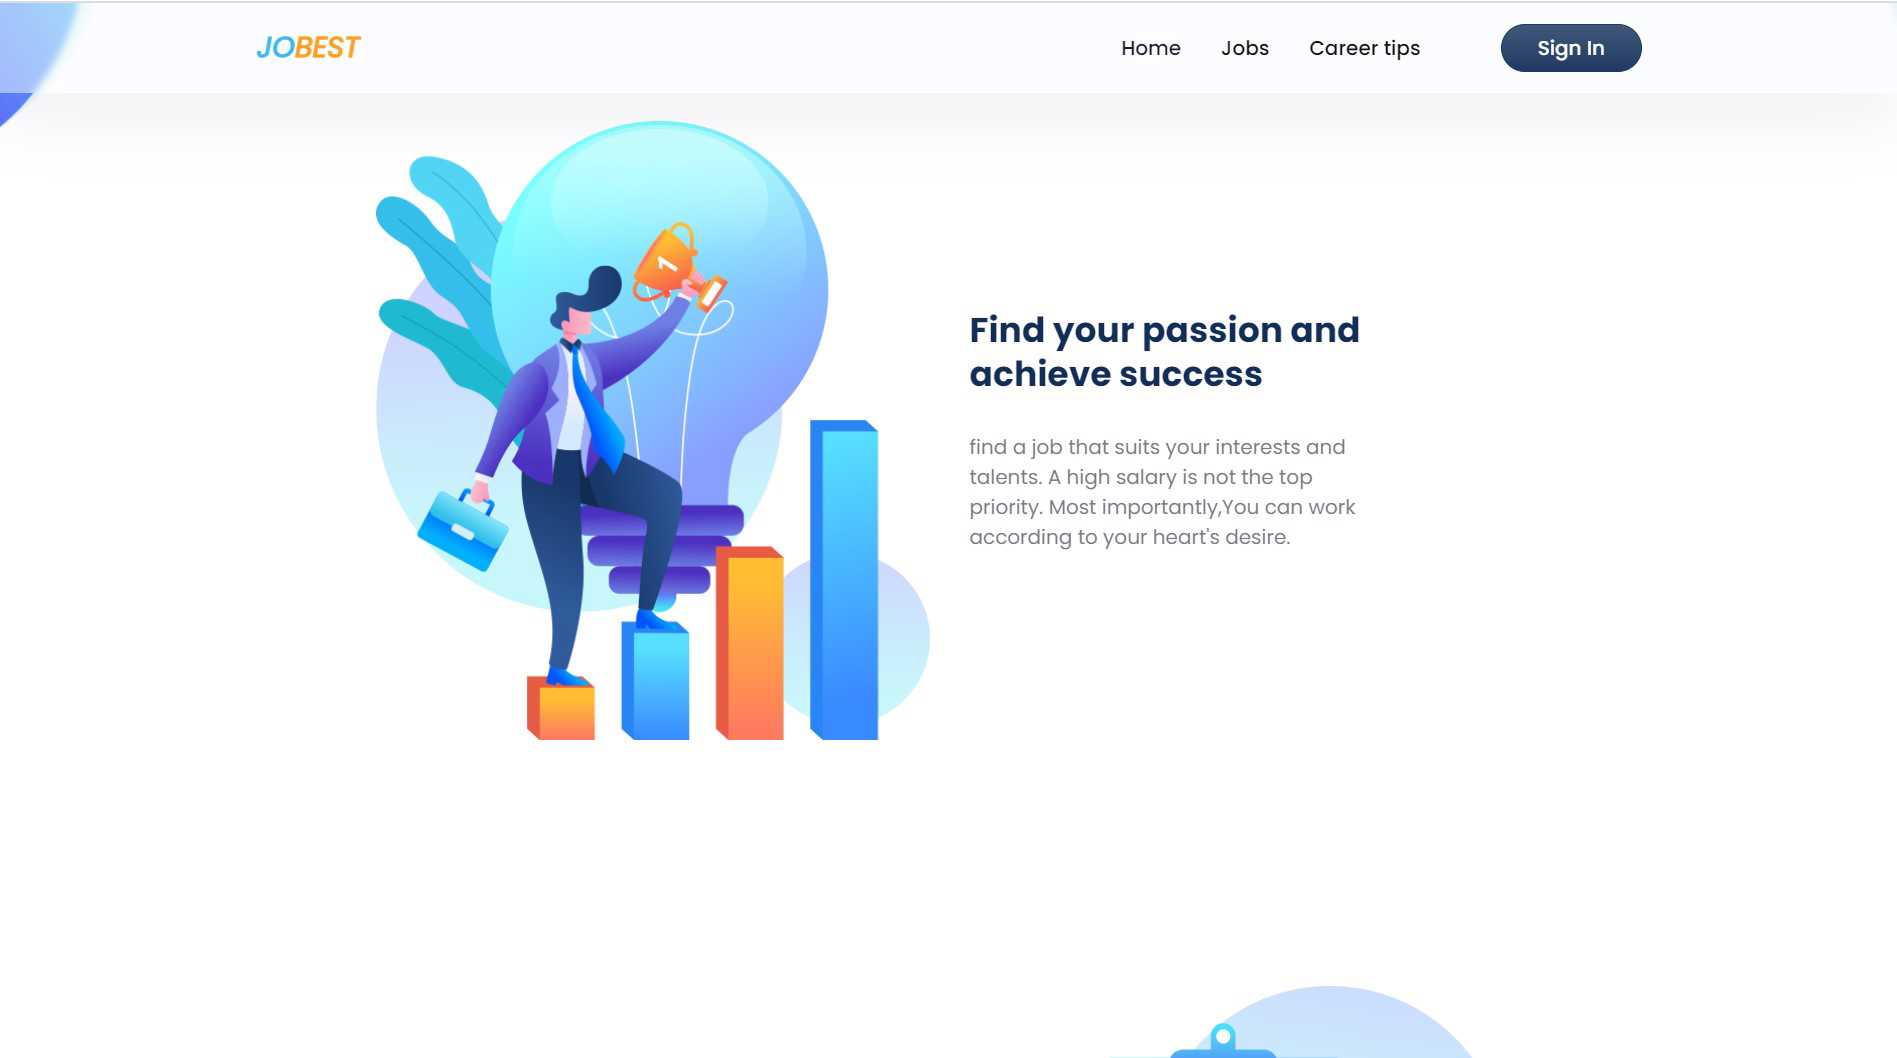 JOBEST
Home Jobs Career tips Sign In
1
Find your passion and
achieve success
find a job that suits your interests and
talents. A high salary is not the top
priority. Most importantly,You can work
according to your heart's desire.